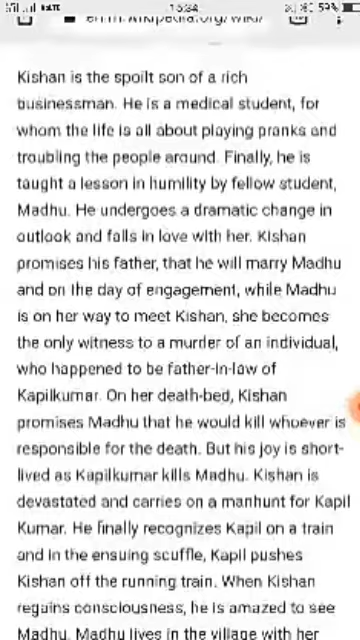 15:34
59%
en.m.wikipedia.org/wiki/
Kishan is the spoilt son of a rich
businessman. He is a medical student, for
whom the life is all about playing pranks and
troubling the people around. Finally, he is
taught a lesson in humility by fellow student,
Madhu. He undergoes a dramatic change in
outlook and falls in love with her. Kishan
promises his father, that he will marry Madhu
and on the day of engagement, while Madhu
is on her way to meet Kishan, she becomes
the only witness to a murder of an individual,
who happened to be father-in-law of
Kapilkumar. On her death-bed, Kishan
promises Madhu that he would kill whoever is
responsible for the death. But his joy is short-
lived as Kapilkumar kills Madhu. Kishan is
devastated and carries on a manhunt for Kapil
Kumar. He finally recognizes Kapil on a train
and in the ensuing scuffle, Kapil pushes
Kishan off the running train. When Kishan
regains consciousness, he is amazed to see
Madhu. Madhu lives in the village with her